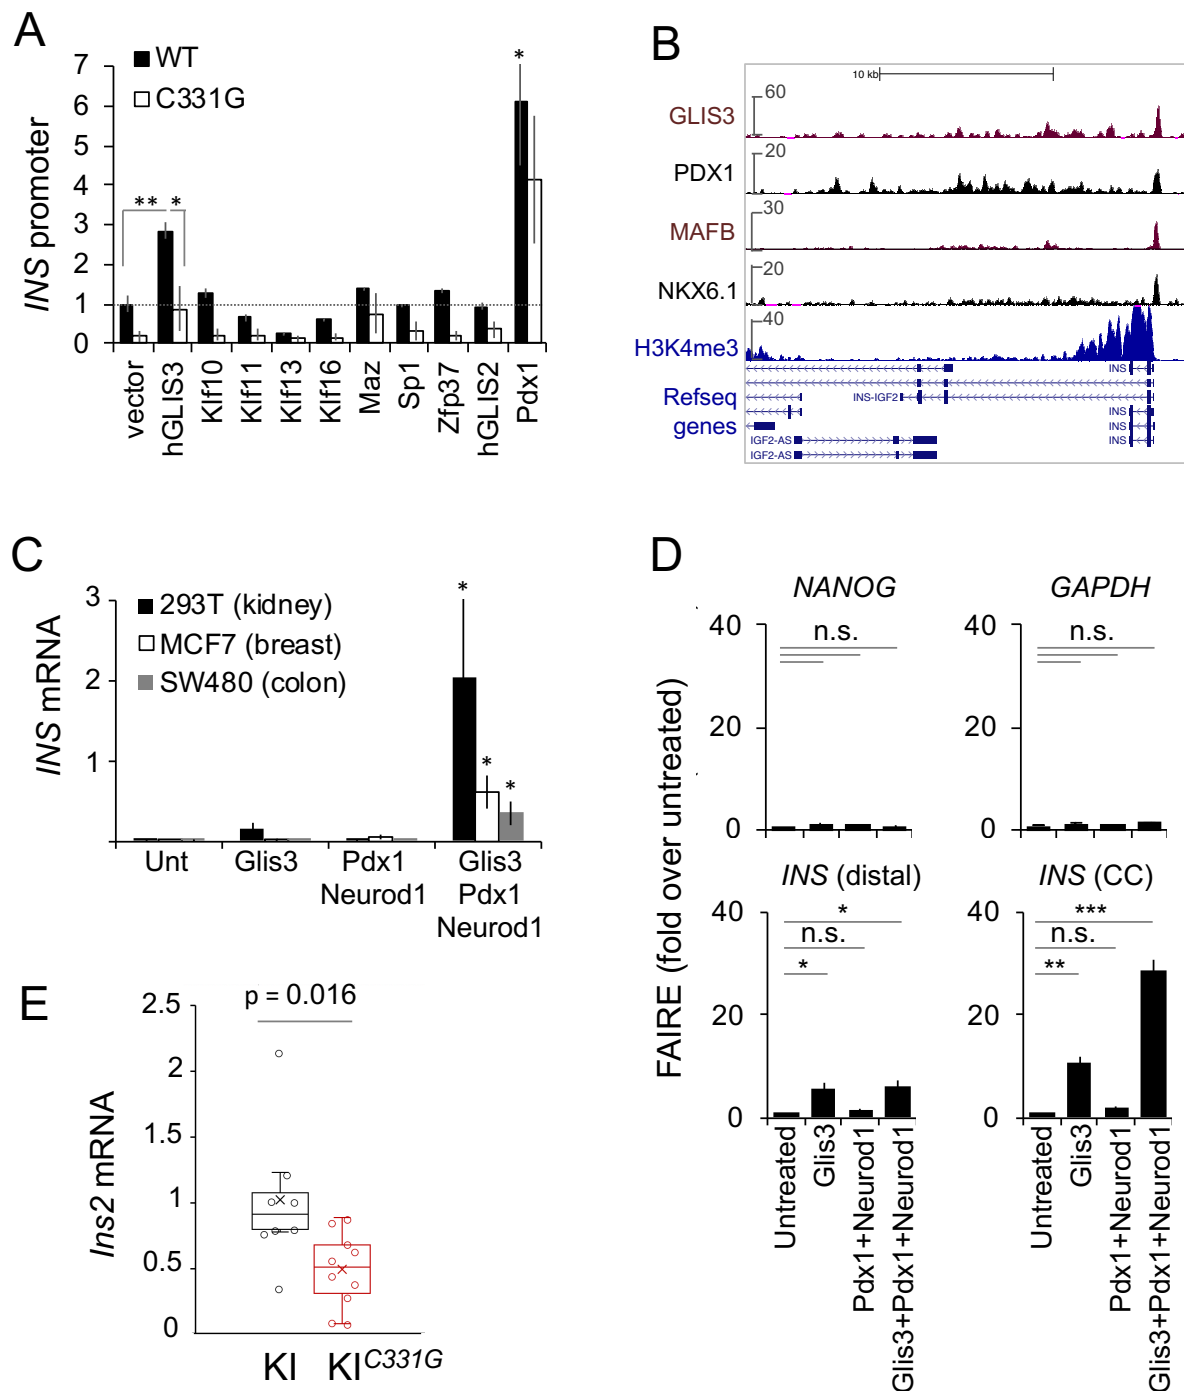 A
7
6
5
4
3
2
1
0
INS promoter
WT
C331G
*
** *
vector
hGLIS3
Klf10
Klf11
Klf13
Klf16
Maz
Sp1
Zfp37
hGLIS2
Pdx1
B
10 kb
GLIS3
60
PDX1
20
MAFB
30
NKX6.1
20
H3K4me3
40
Refseq
genes
INS
INS-IGF2
INS
INS
INS
IGF2-AS
IGF2-AS
C
3
2
1
INS mRNA
293T (kidney)
MCF7 (breast)
SW480 (colon)
*
*
*
Unt
Glis3
Pdx1
Neurod1
Glis3
Pdx1
Neurod1
D
FAIRE (fold over untreated)
NANOG
40
20
0
n.s.
GAPDH
40
20
0
n.s.
INS (distal)
40
20
0
*
n.s.
*
INS (CC)
40
20
0
***
n.s.
**
Untreated
Glis3
Pdx1+Neurod1
Glis3+Pdx1+Neurod1
Untreated
Glis3
Pdx1+Neurod1
Glis3+Pdx1+Neurod1
E
p = 0.016
2.5
2
1.5
1
0.5
0
Ins2 mRNA
KI
KI C331G